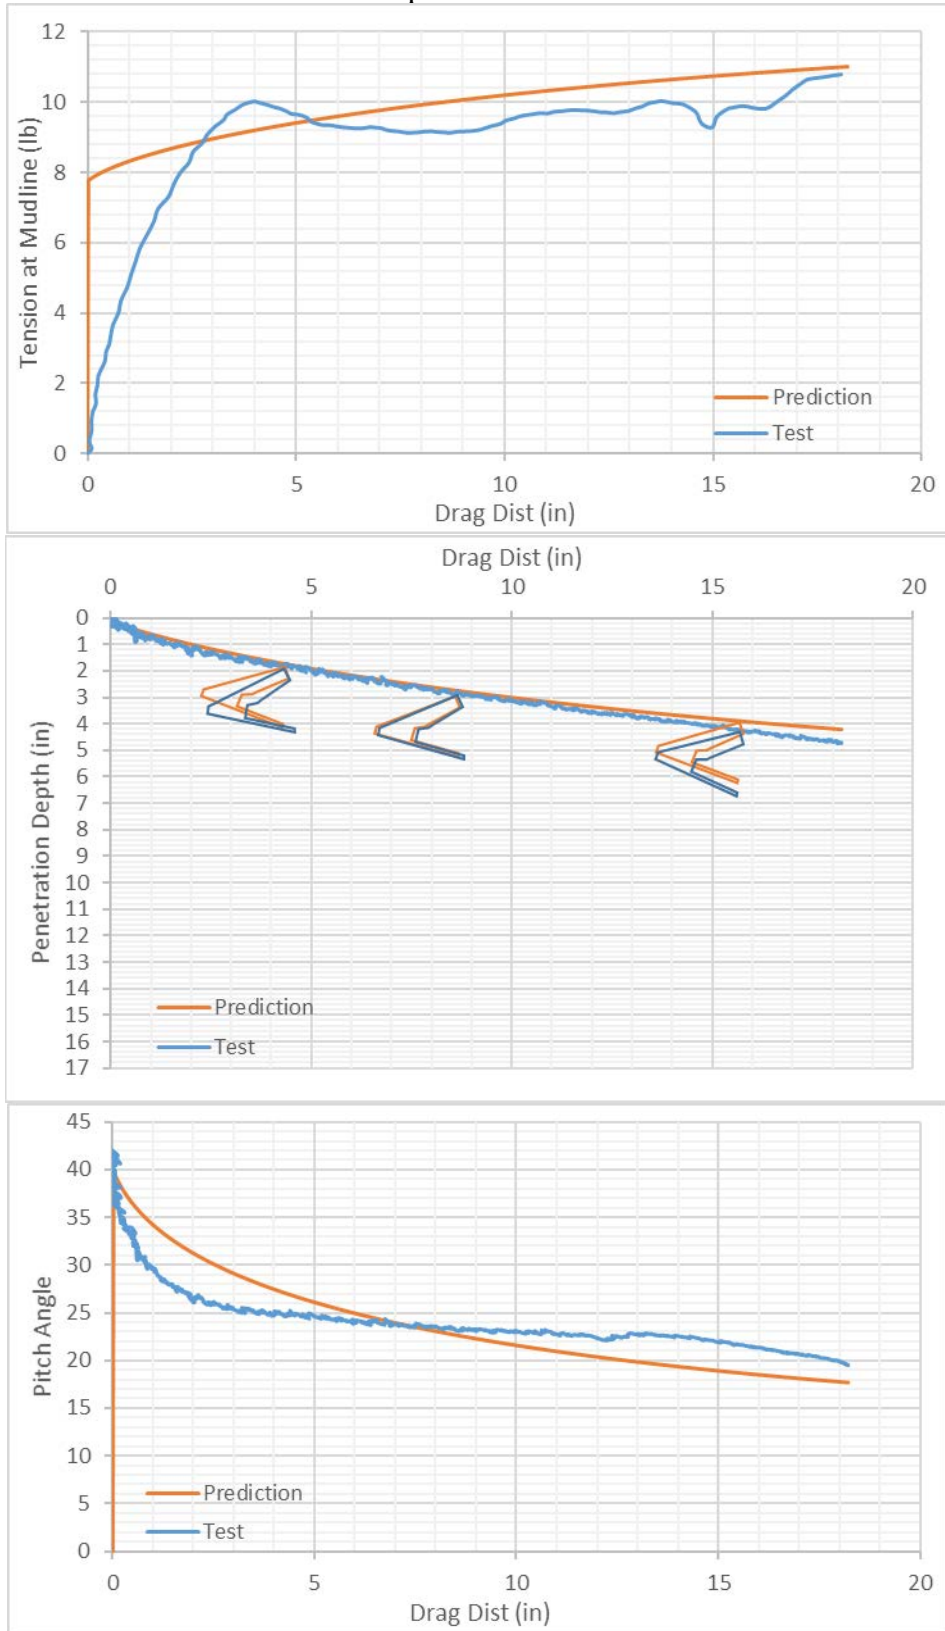 12
10
8
6
4
2
0
Tension at Mudline (lb)
Prediction
Test
0 5 10 15 20
Drag Dist (in)
Drag Dist (in)
0 5 10 15 20
0
1
2
3
4
5
6
7
8
9
10
11
12
13
14
15
16
17
Penetration Depth (in)
Prediction
Test
45
40
35
30
25
20
15
10
5
0
Pitch Angle
Prediction
Test
0 5 10 15 20
Drag Dist (in)